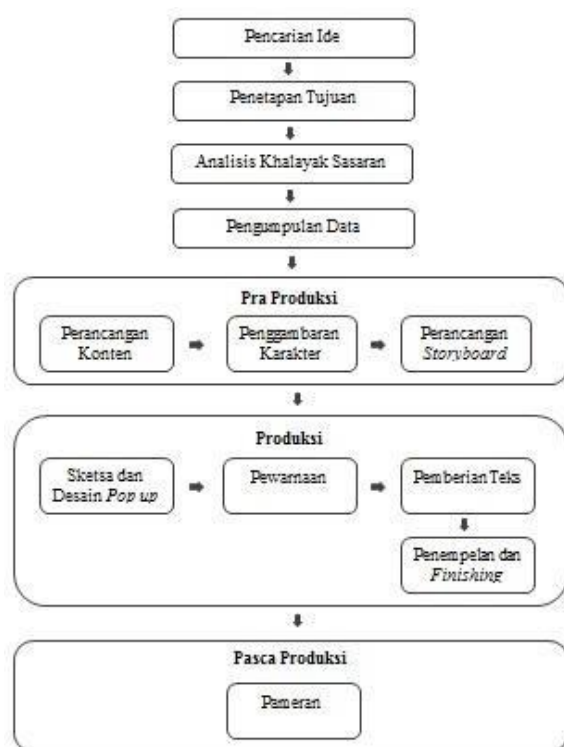 Pencarian Ide
Penetapan Tujuan
Analisis Khalayak Sasaran
Pengumpulan Data
Pra Produksi
Perancangan
Konten
Penggambaran
Karakter
Perancangan
Storyboard
Produksi
Sketsa dan
Desain Pop up
Pewarnaan
Pemberian Teks
Penempelan dan
Finishing
Pasca Produksi
Pameran